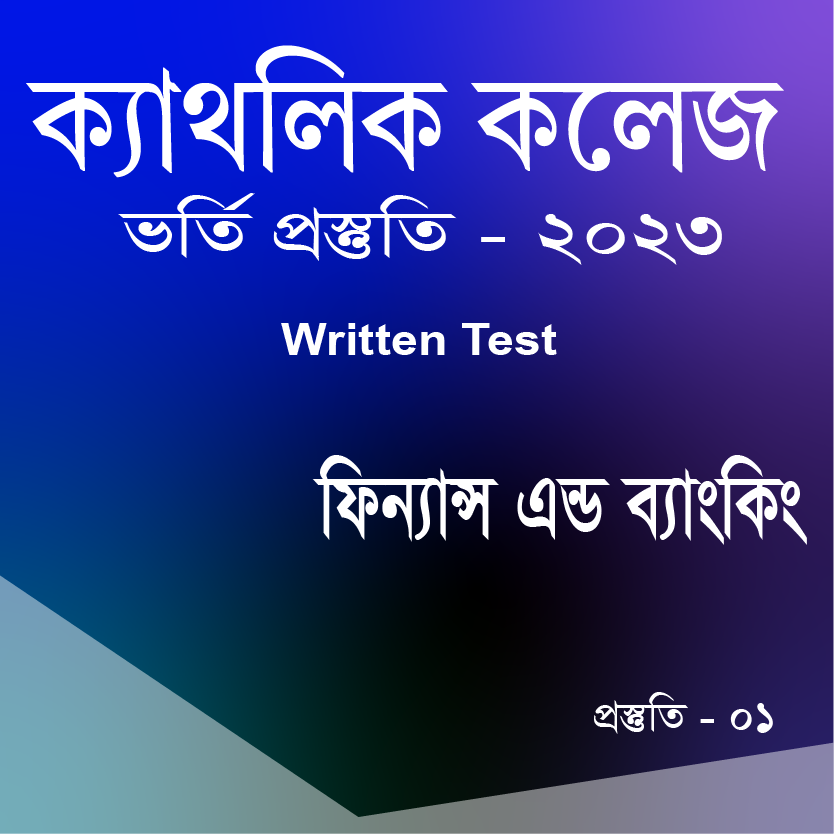 ক্যাথলিক কলেজ
ভর্তি প্রস্তুতি - ২০২৩
Written Test
ফিন্যান্স এন্ড ব্যাংকিং
প্রস্তুতি - ০১